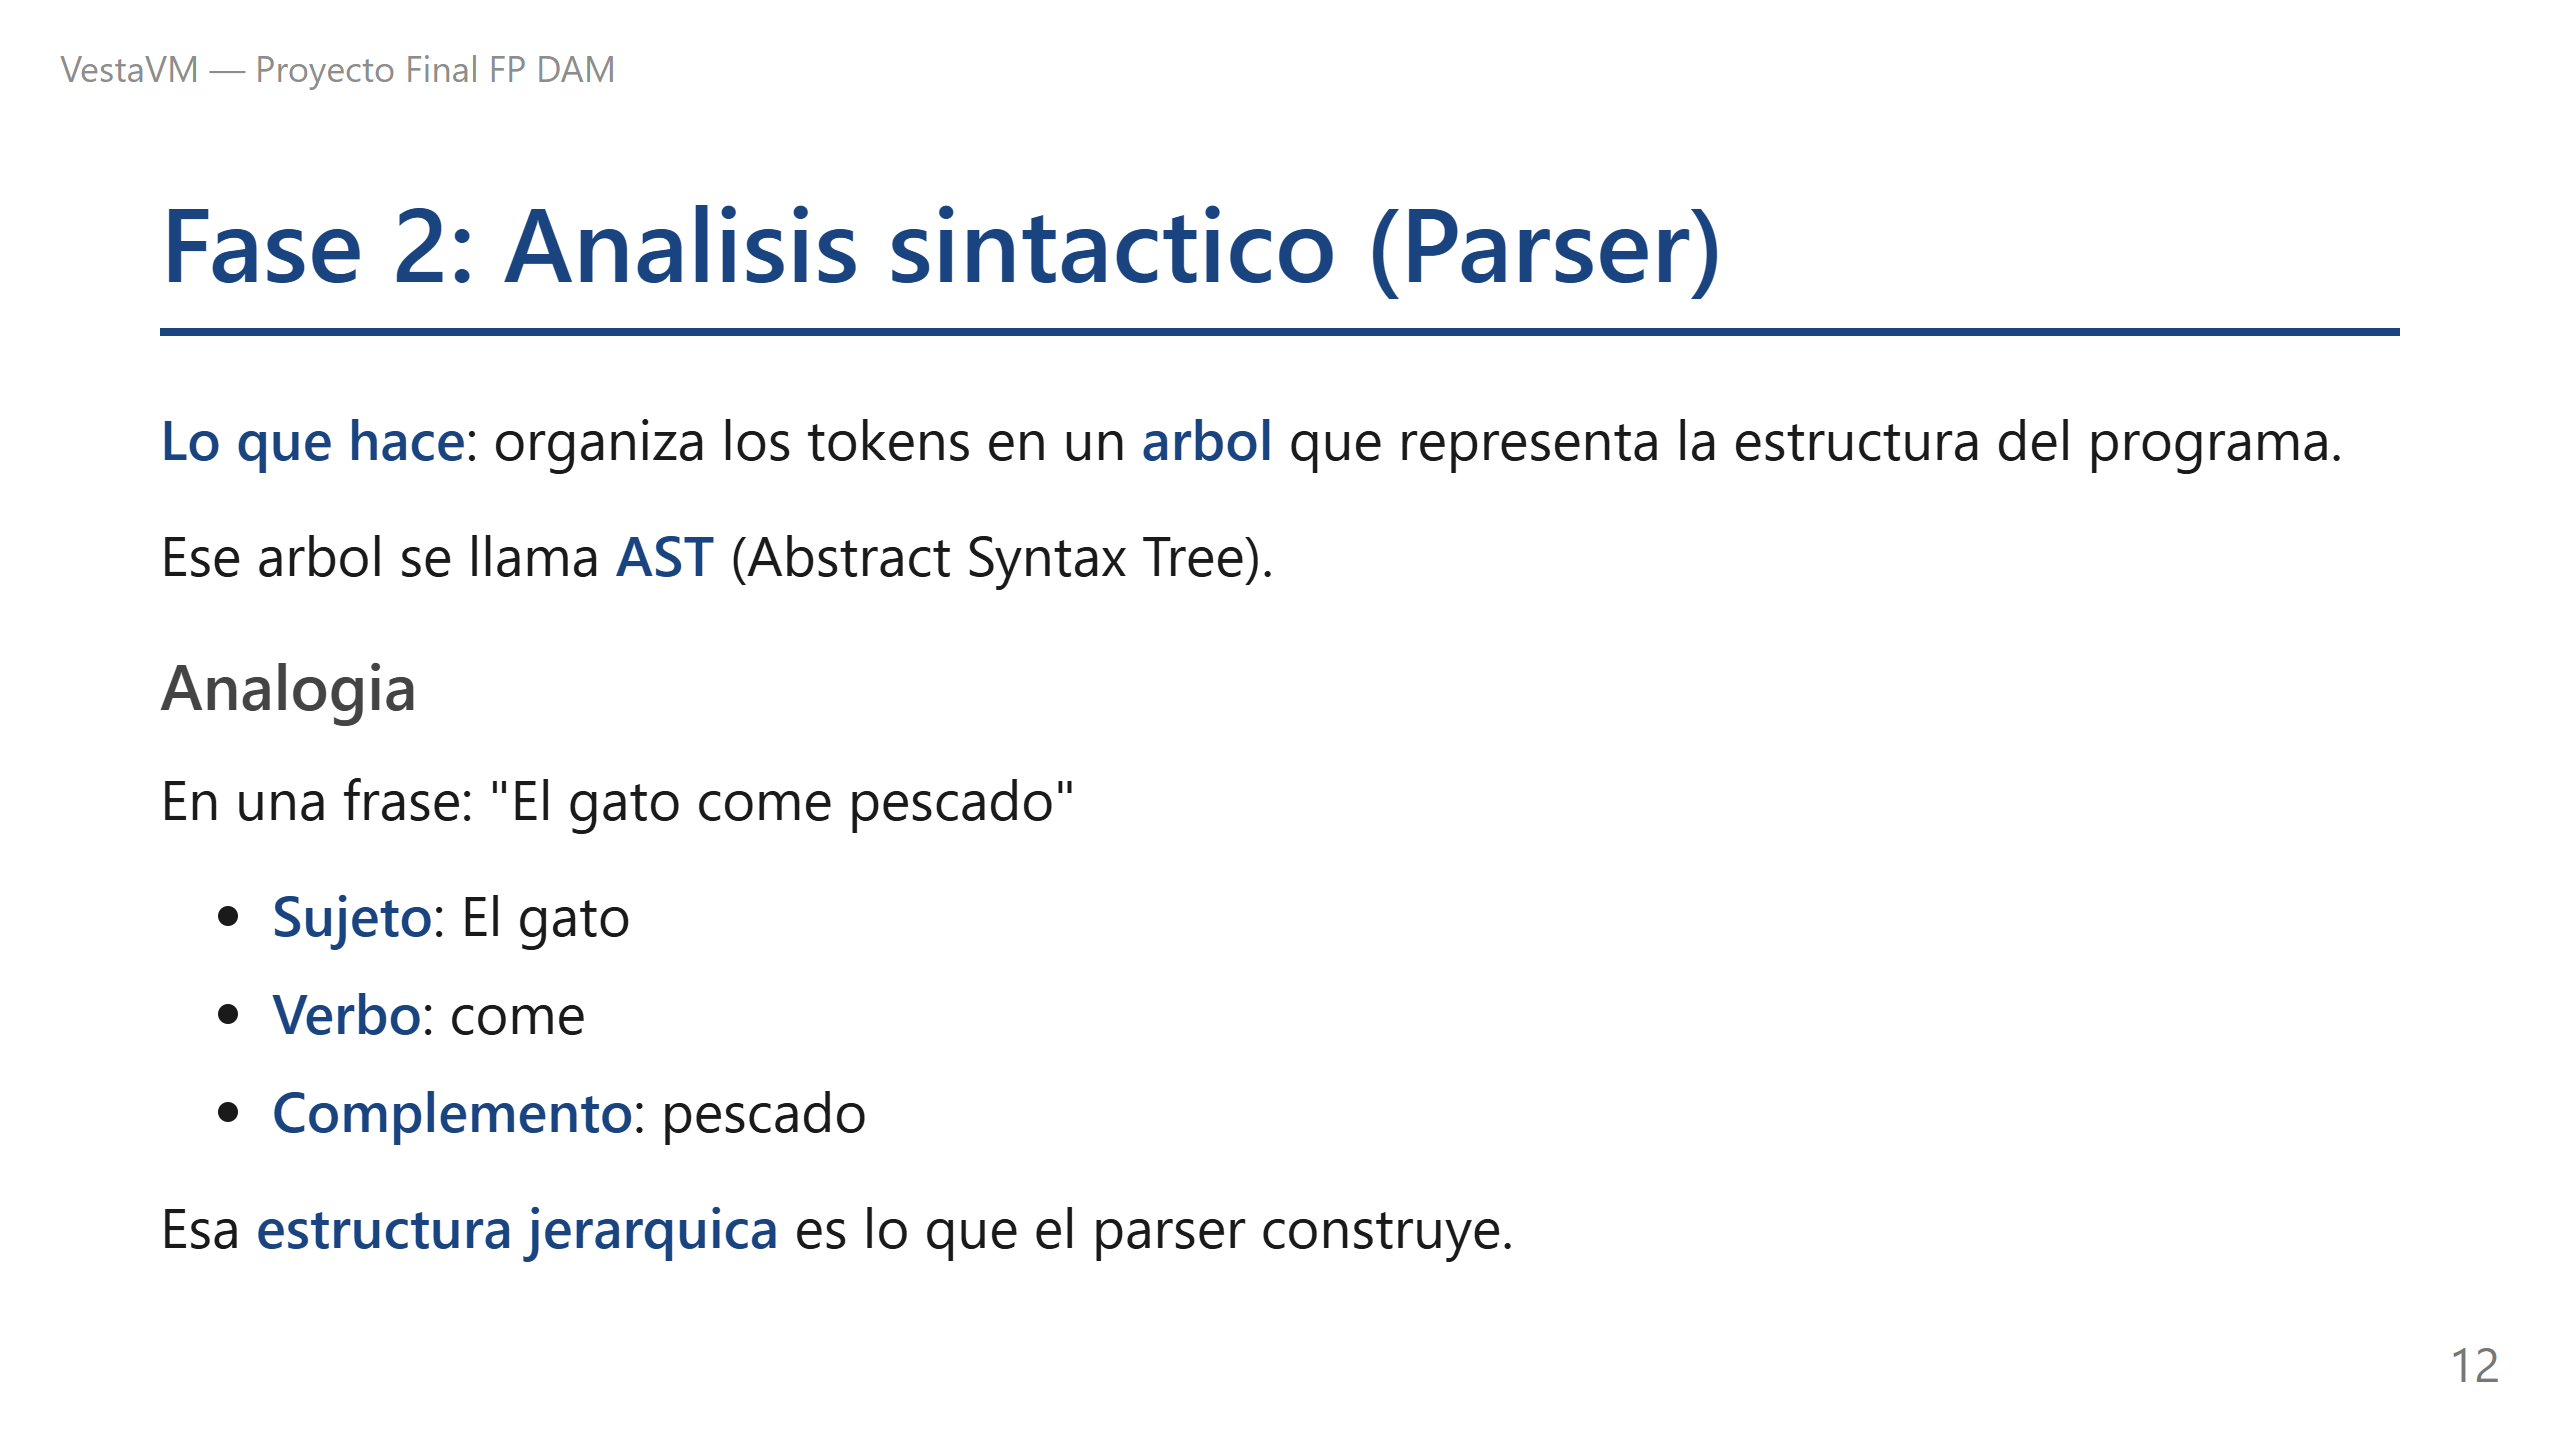 VestaVM — Proyecto Final FP DAM
Fase 2: Analisis sintactico (Parser)
Lo que hace: organiza los tokens en un arbol que representa la estructura del programa.
Ese arbol se llama AST (Abstract Syntax Tree).
Analogia
En una frase: "El gato come pescado"
• Sujeto: El gato
• Verbo: come
• Complemento: pescado
Esa estructura jerarquica es lo que el parser construye.
12